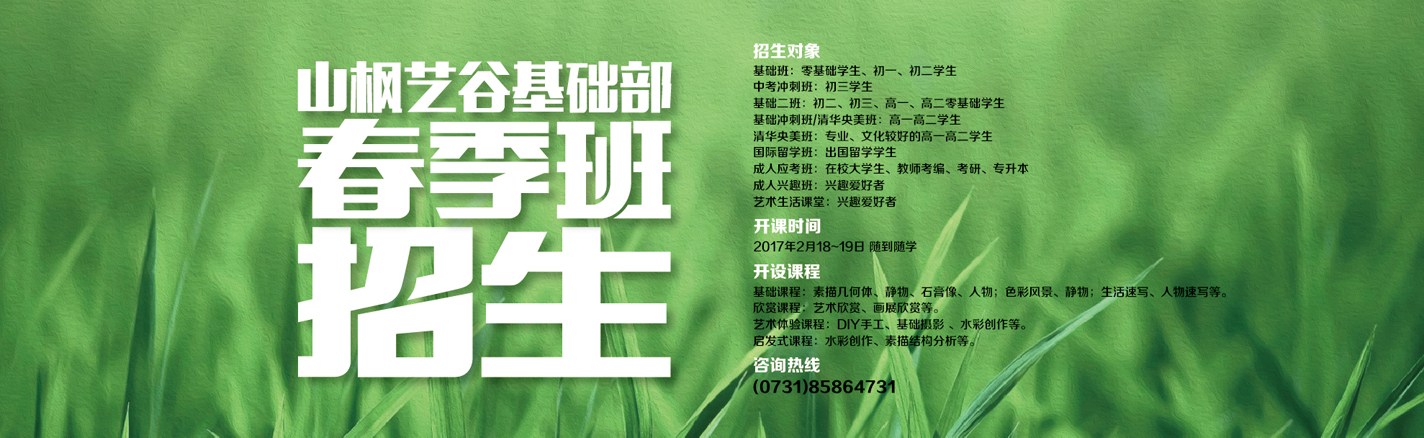 山枫艺谷基础部
春季班
招生
招生对象
基础班：零基础学生、初一、初二学生
中考冲刺班：初三学生
基础二班：初二、初三、高一、高二零基础学生
基础冲刺班/清华央美班：高一高二学生
清华央美班：专业、文化较好的高一高二学生
国际留学班：出国留学学生
成人应考班：在校大学生、教师考编、考研、专升本
成人兴趣班：兴趣爱好者
艺术生活课堂：兴趣爱好者
开课时间
2017年2月18~19日 随到随学
开设课程
基础课程：素描几何体、静物、石膏像、人物；色彩风景、静物；生活速写、人物速写等。
欣赏课程：艺术欣赏、画展欣赏等。
艺术体验课程：DIY手工、基础摄影 、水彩创作等。
启发式课程：水彩创作、素描结构分析等。
咨询热线
(0731)85864731